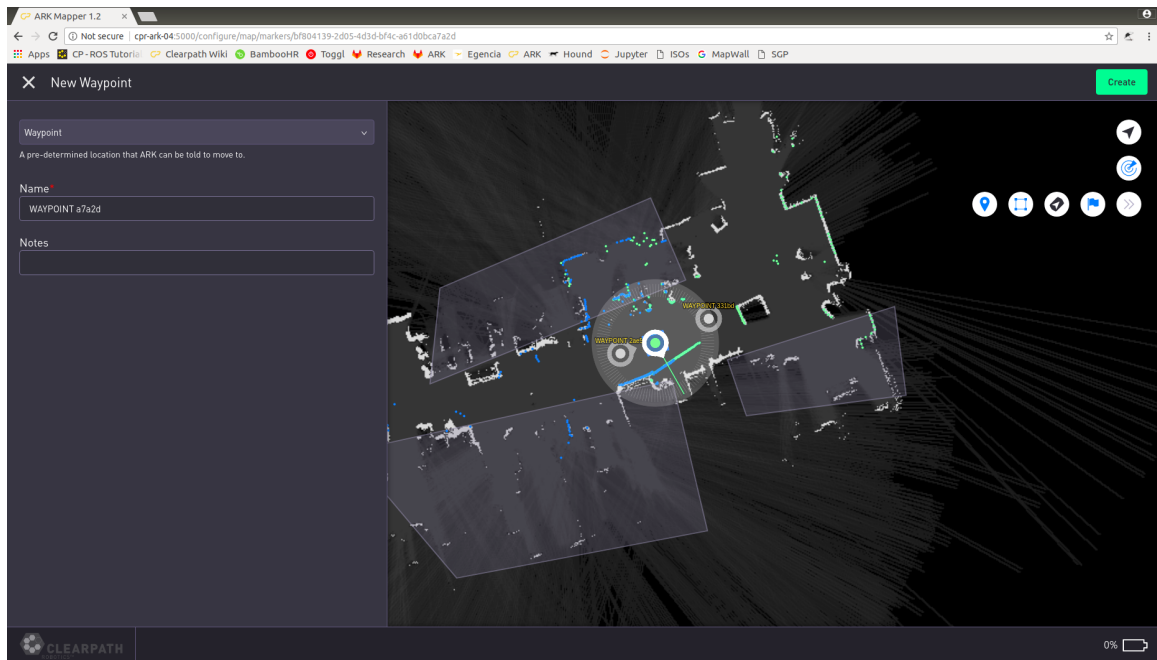 ARK Mapper 1.2
Not secure | cpr-ark-04:5000/configure/map/markers/bf804139-2d05-4d3d-bf4c-a61d0bca7a2d
Apps CP - ROS Tutorial Clearpath Wiki BambooHR Toggl Research ARK Egencia ARK Hound Jupyter ISOs MapWall SGP
New Waypoint
Create
Waypoint
A pre-determined location that ARK can be told to move to.
Name*
WAYPOINT a7a2d
Notes
WAYPOINT 331bd
WAYPOINT 2ae
CLEARPATH
0%